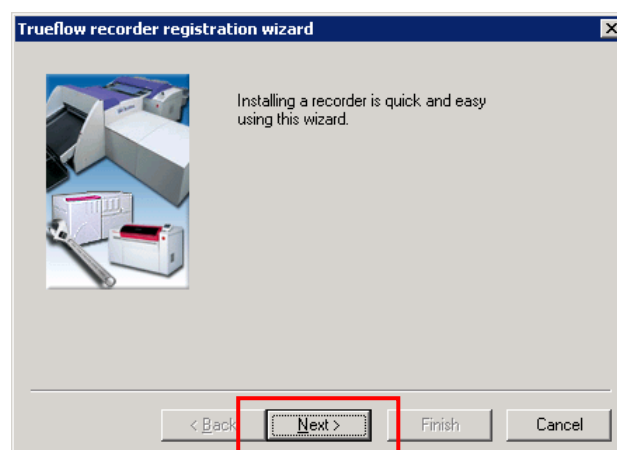 Trueflow recorder registration wizard
Installing a recorder is quick and easy
using this wizard.
< Back
Next >
Finish
Cancel